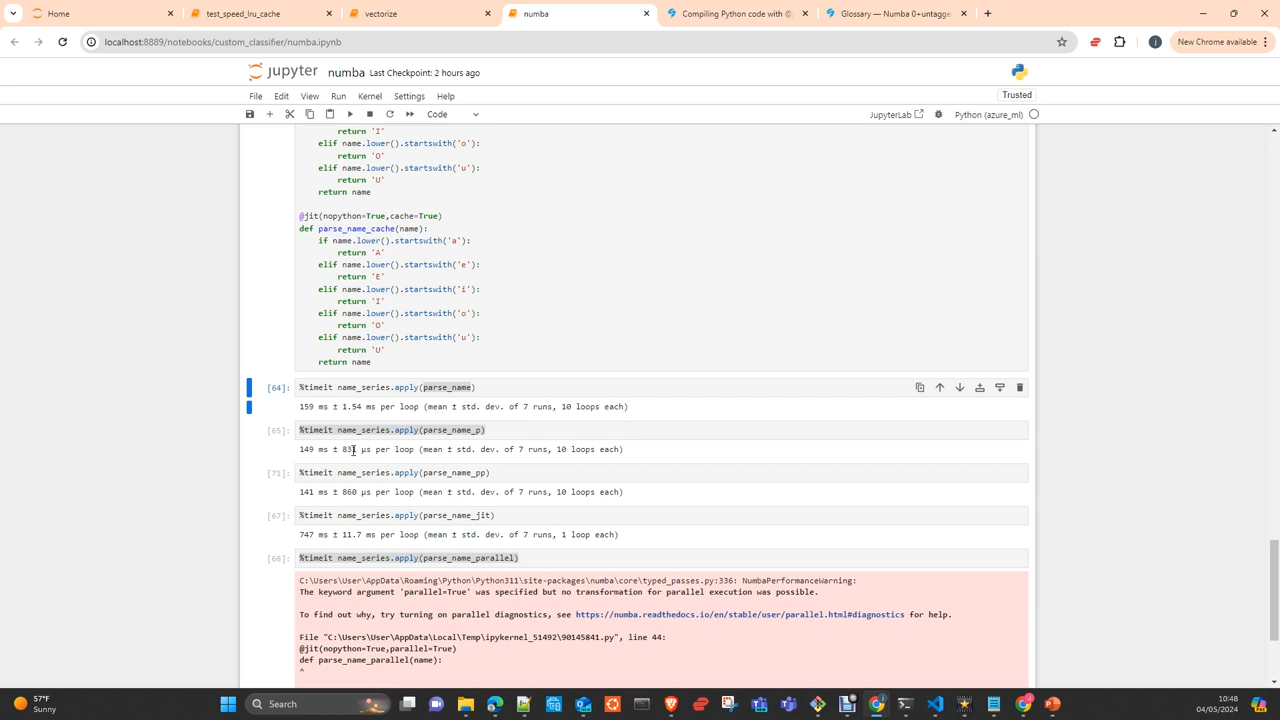 Home
test_speed_lru_cache
vectorize
numba
Compiling Python code with @
Glossary — Numba 0+untagge
localhost:8889/notebooks/custom_classifier/numba.ipynb
New Chrome available
jupyter numba Last Checkpoint: 2 hours ago
File Edit View Run Kernel Settings Help
Trusted
Code
JupyterLab
Python (azure_ml)
return 'I'
elif name.lower().startswith('o'):
return 'O'
elif name.lower().startswith('u'):
return 'U'
return name
@jit(nopython=True,cache=True)
def parse_name_cache(name):
if name.lower().startswith('a'):
return 'A'
elif name.lower().startswith('e'):
return 'E'
elif name.lower().startswith('i'):
return 'I'
elif name.lower().startswith('o'):
return 'O'
elif name.lower().startswith('u'):
return 'U'
return name
[64]: %timeit name_series.apply(parse_name)
159 ms ± 1.54 ms per loop (mean ± std. dev. of 7 runs, 10 loops each)
[65]: %timeit name_series.apply(parse_name_p)
149 ms ± µs per loop (mean ± std. dev. of 7 runs, 10 loops each)
[71]: %timeit name_series.apply(parse_name_pp)
141 ms ± 860 µs per loop (mean ± std. dev. of 7 runs, 10 loops each)
[67]: %timeit name_series.apply(parse_name_jit)
747 ms ± 11.7 ms per loop (mean ± std. dev. of 7 runs, 1 loop each)
[68]: %timeit name_series.apply(parse_name_parallel)
C:\Users\User\AppData\Roaming\Python\Python311\site-packages\numba\core\typed_passes.py:336: NumbaPerformanceWarning:
The keyword argument 'parallel=True' was specified but no transformation for parallel execution was possible.
To find out why, try turning on parallel diagnostics, see https://numba.readthedocs.io/en/stable/user/parallel.html#diagnostics for help.
File "C:\Users\User\AppData\Local\Temp\ipykernel_51492\90145841.py", line 44:
@jit(nopython=True,parallel=True)
def parse_name_parallel(name):
^
57°F
Sunny
Search
10:48
04/05/2024